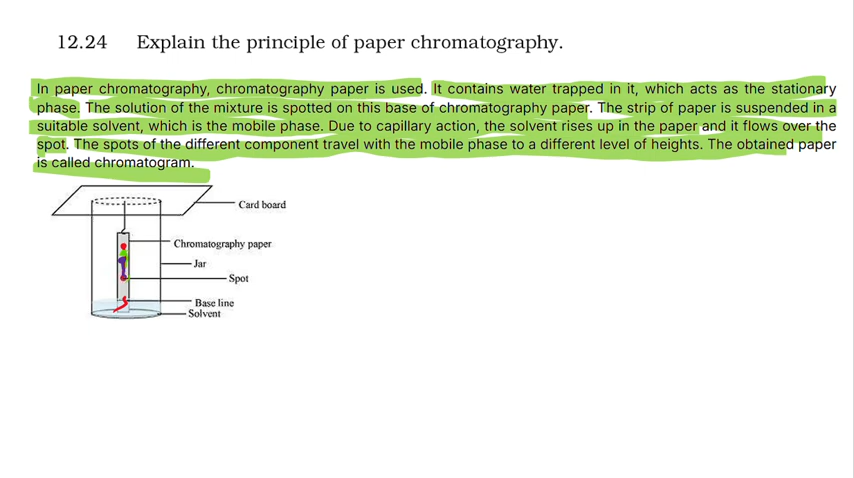 12.24 Explain the principle of paper chromatography.
In paper chromatography, chromatography paper is used. It contains water trapped in it, which acts as the stationary
phase. The solution of the mixture is spotted on this base of chromatography paper. The strip of paper is suspended in a
suitable solvent, which is the mobile phase. Due to capillary action, the solvent rises up in the paper and it flows over the
spot. The spots of the different component travel with the mobile phase to a different level of heights. The obtained paper
is called chromatogram.
Card board
Chromatography paper
Jar
Spot
Base line
Solvent